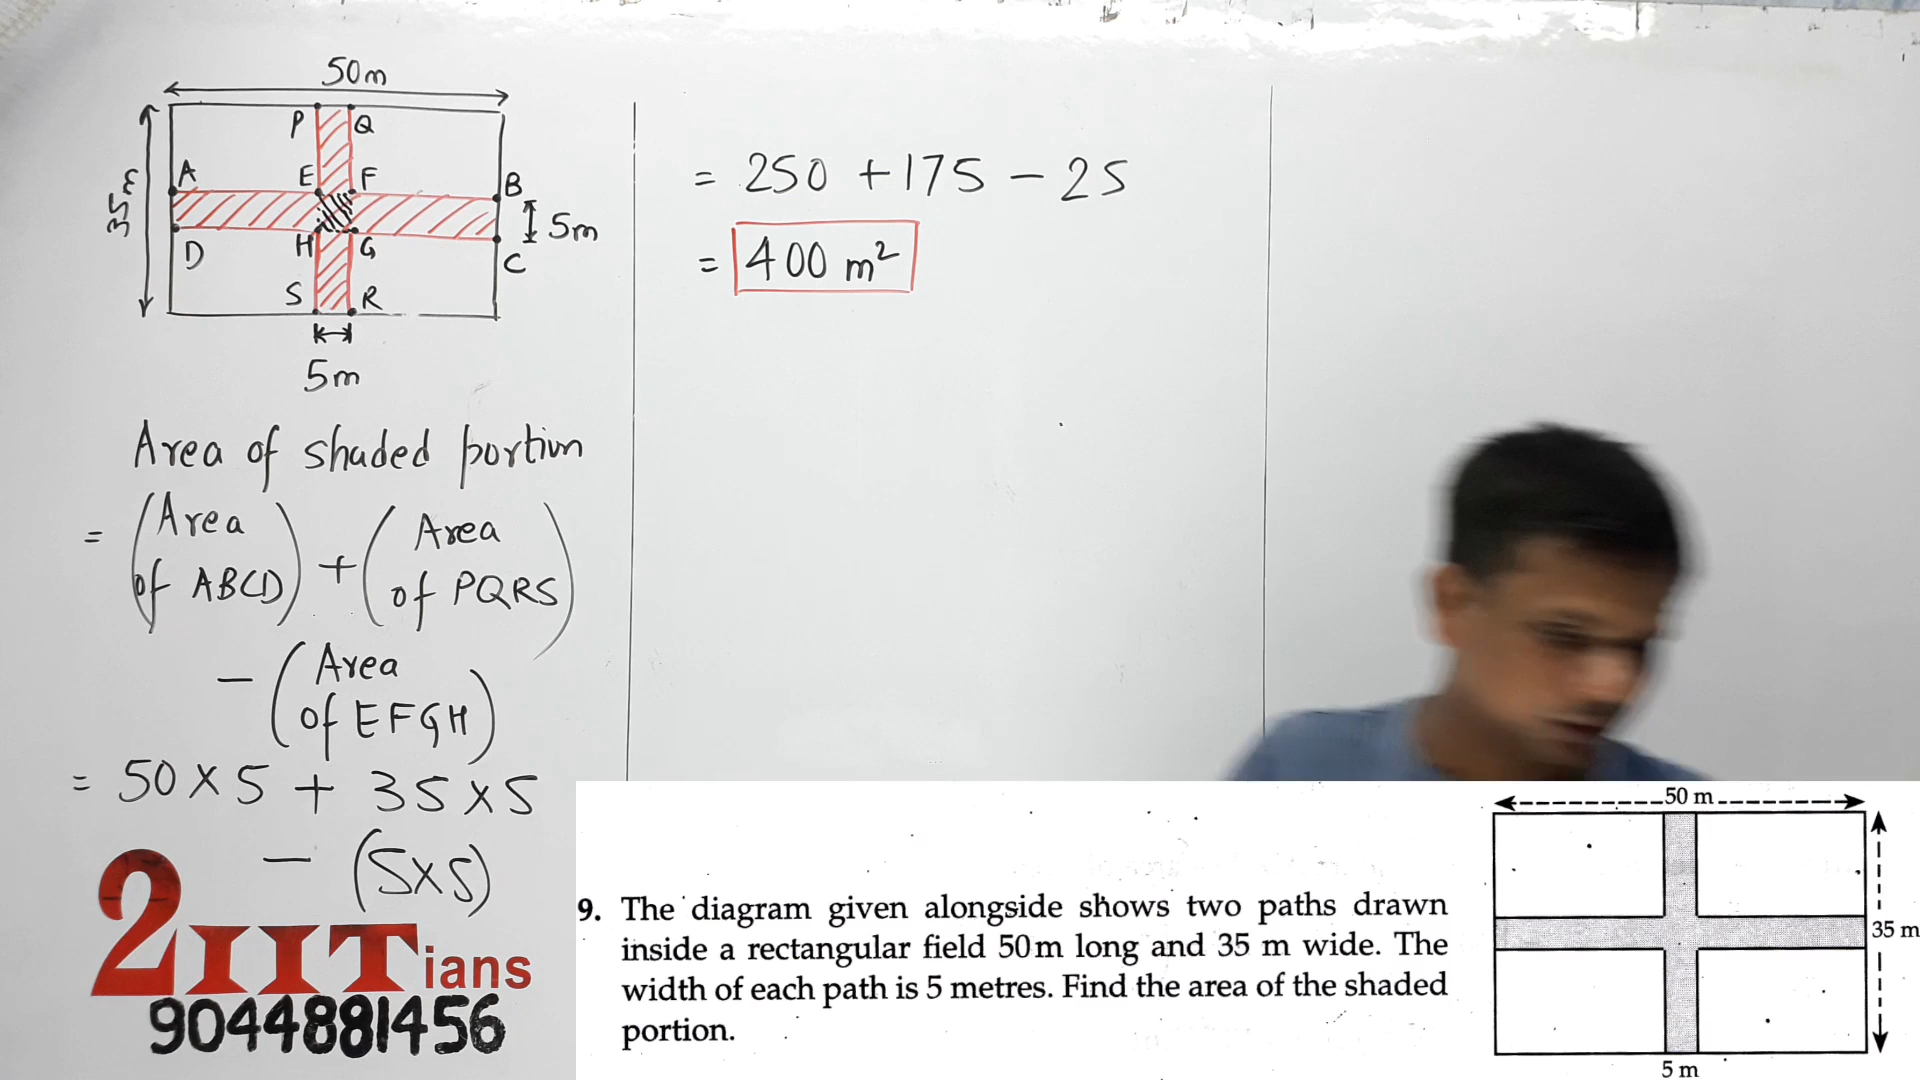 50m
P Q
A E F B
35m
5m
D H G C
S R
5m
Area of shaded portion
= (Area of ABCD) + (Area of PQRS)
- (Area of EFGH)
= 50 × 5 + 35 × 5
- (5×5)
= 250 + 175 - 25
= 400 m²
2IITians
9044881456
9. The diagram given alongside shows two paths drawn
inside a rectangular field 50m long and 35 m wide. The
width of each path is 5 metres. Find the area of the shaded
portion.
50 m
35 m
5 m